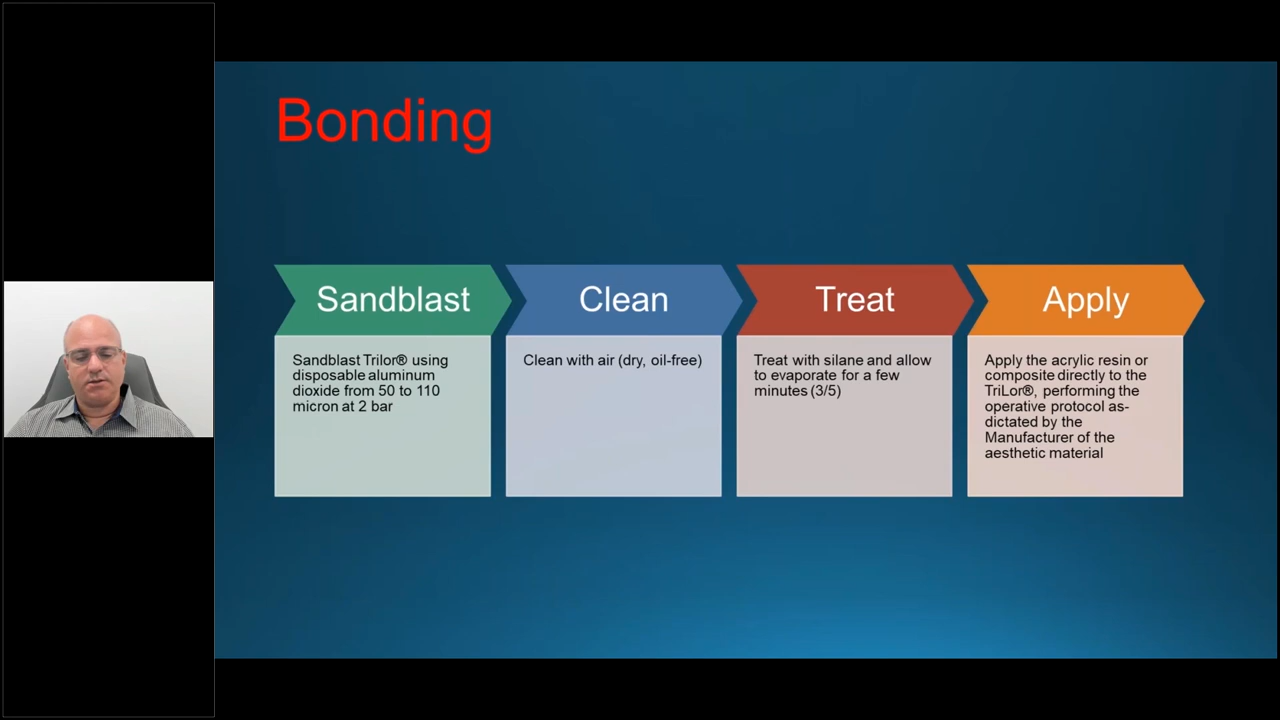 Bonding
Sandblast
Sandblast Trilor® using
disposable aluminum
dioxide from 50 to 110
micron at 2 bar
Clean
Clean with air (dry, oil-free)
Treat
Treat with silane and allow
to evaporate for a few
minutes (3/5)
Apply
Apply the acrylic resin or
composite directly to the
TriLor®, performing the
operative protocol as-
dictated by the
Manufacturer of the
aesthetic material